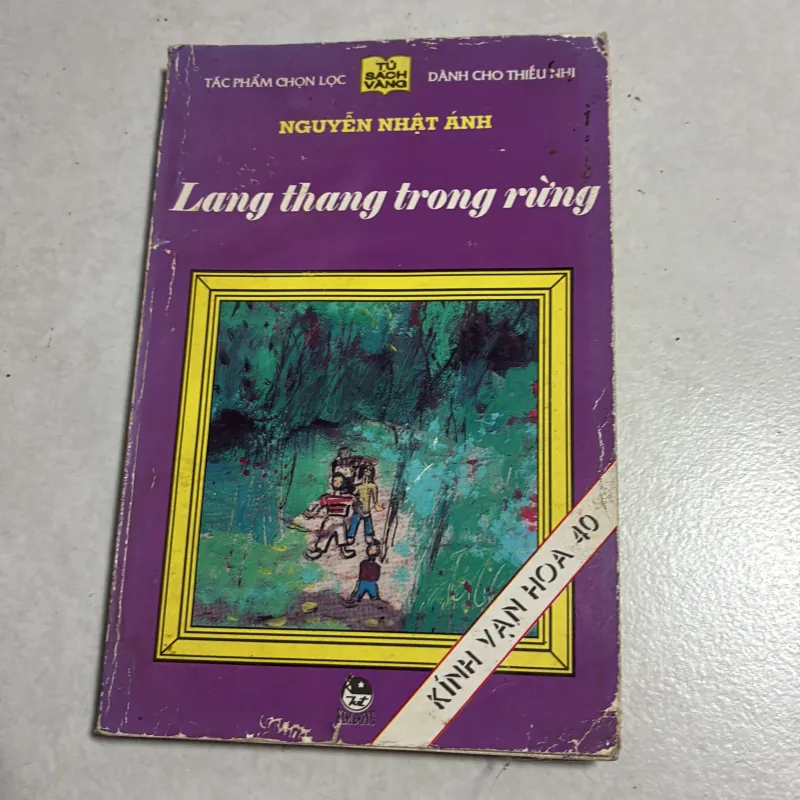 TÁC PHẨM CHỌN LỌC
TỦ
SÁCH
VÀNG
DÀNH CHO THIẾU NHI
NGUYỄN NHẬT ÁNH
Lang thang trong rừng
KÍNH VẠN HOA 40